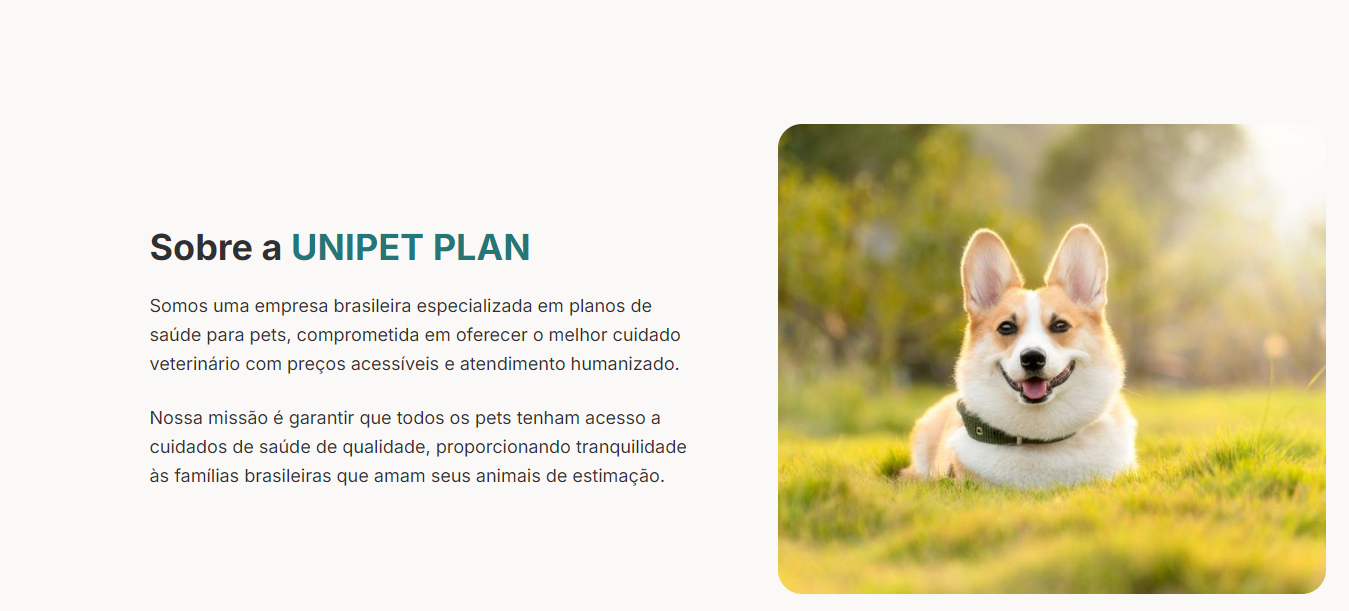 Sobre a UNIPET PLAN
Somos uma empresa brasileira especializada em planos de
saúde para pets, comprometida em oferecer o melhor cuidado
veterinário com preços acessíveis e atendimento humanizado.
Nossa missão é garantir que todos os pets tenham acesso a
cuidados de saúde de qualidade, proporcionando tranquilidade
às famílias brasileiras que amam seus animais de estimação.